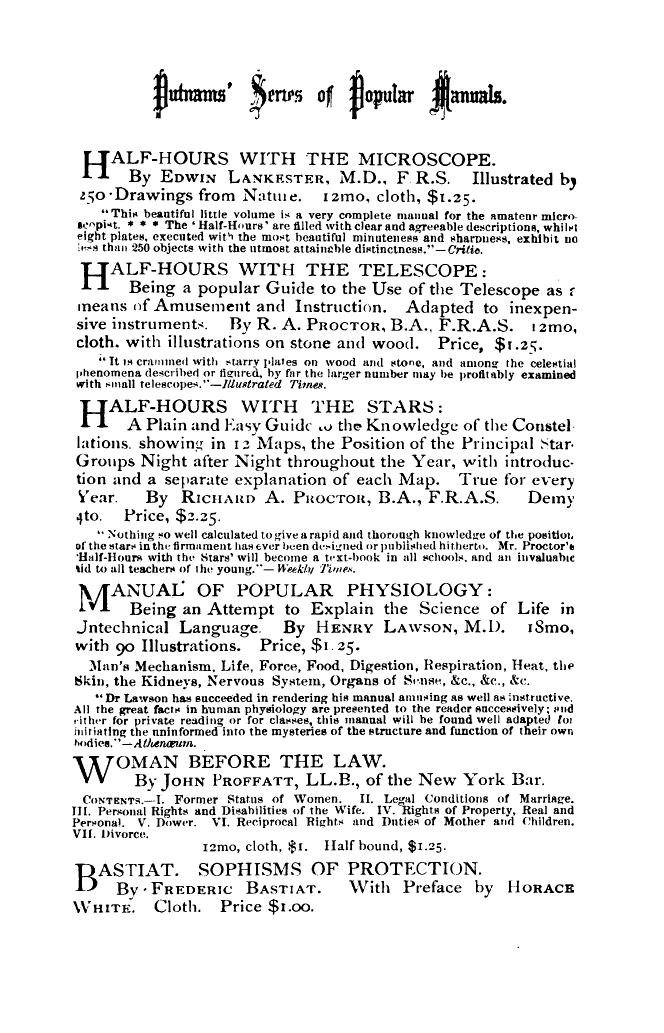 Putnams' Series of Popular Manuals.
HALF-HOURS WITH THE MICROSCOPE.
By EDWIN LANKESTER, M.D., F R.S. Illustrated by
250 Drawings from Nature. 12mo, cloth, $1.25.
"This beautiful little volume is a very complete manual for the amateur micro-
scopist. * * * The 'Half-Hours' are filled with clear and agreeable descriptions, whilst
eight plates, executed with the most beautiful minuteness and sharpness, exhibit no
less than 250 objects with the utmost attainable distinctness."—Critic.
HALF-HOURS WITH THE TELESCOPE:
Being a popular Guide to the Use of the Telescope as
means of Amusement and Instruction. Adapted to inexpen-
sive instruments. By R. A. PROCTOR, B.A., F.R.A.S. 12mo,
cloth, with illustrations on stone and wood. Price, $1.25.
"It is crammed with starry plates on wood and stone, and among the celestial
phenomena described or figured, by far the larger number may be profitably examined
with small telescopes."—Illustrated Times.
HALF-HOURS WITH THE STARS:
A Plain and Easy Guide to the Knowledge of the Constel
lations. showing in 12 Maps, the Position of the Principal Star-
Groups Night after Night throughout the Year, with introduc-
tion and a separate explanation of each Map. True for every
Year. By RICHARD A. PROCTOR, B.A., F.R.A.S. Demy
4to. Price, $2.25.
"Nothing so well calculated to give a rapid and thorough knowledge of the position
of the stars in the firmament has ever been designed or published hitherto. Mr. Proctor's
'Half-Hours with the Stars' will become a text-book in all schools, and an invaluable
aid to all teachers of the young."—Weekly Times.
MANUAL OF POPULAR PHYSIOLOGY:
Being an Attempt to Explain the Science of Life in
Untechnical Language. By HENRY LAWSON, M.D. 18mo,
with 90 Illustrations. Price, $1.25.
Man's Mechanism, Life, Force, Food, Digestion, Respiration, Heat, the
Skin, the Kidneys, Nervous System, Organs of Sense, &c., &c., &c.
"Dr Lawson has succeeded in rendering his manual amusing as well as instructive.
All the great facts in human physiology are presented to the reader successively; and
either for private reading or for classes, this manual will be found well adapted for
initiating the uninformed into the mysteries of the structure and function of their own
bodies."—Athenæum.
WOMAN BEFORE THE LAW.
By JOHN PROFFATT, LL.B., of the New York Bar.
CONTENTS.—I. Former Status of Women. II. Legal Conditions of Marriage.
III. Personal Rights and Disabilities of the Wife. IV. Rights of Property, Real and
Personal. V. Dower. VI. Reciprocal Rights and Duties of Mother and Children.
VII. Divorce.
12mo, cloth, $1. Half bound, $1.25.
BASTIAT. SOPHISMS OF PROTECTION.
By FREDERIC BASTIAT. With Preface by HORACE
WHITE. Cloth. Price $1.00.